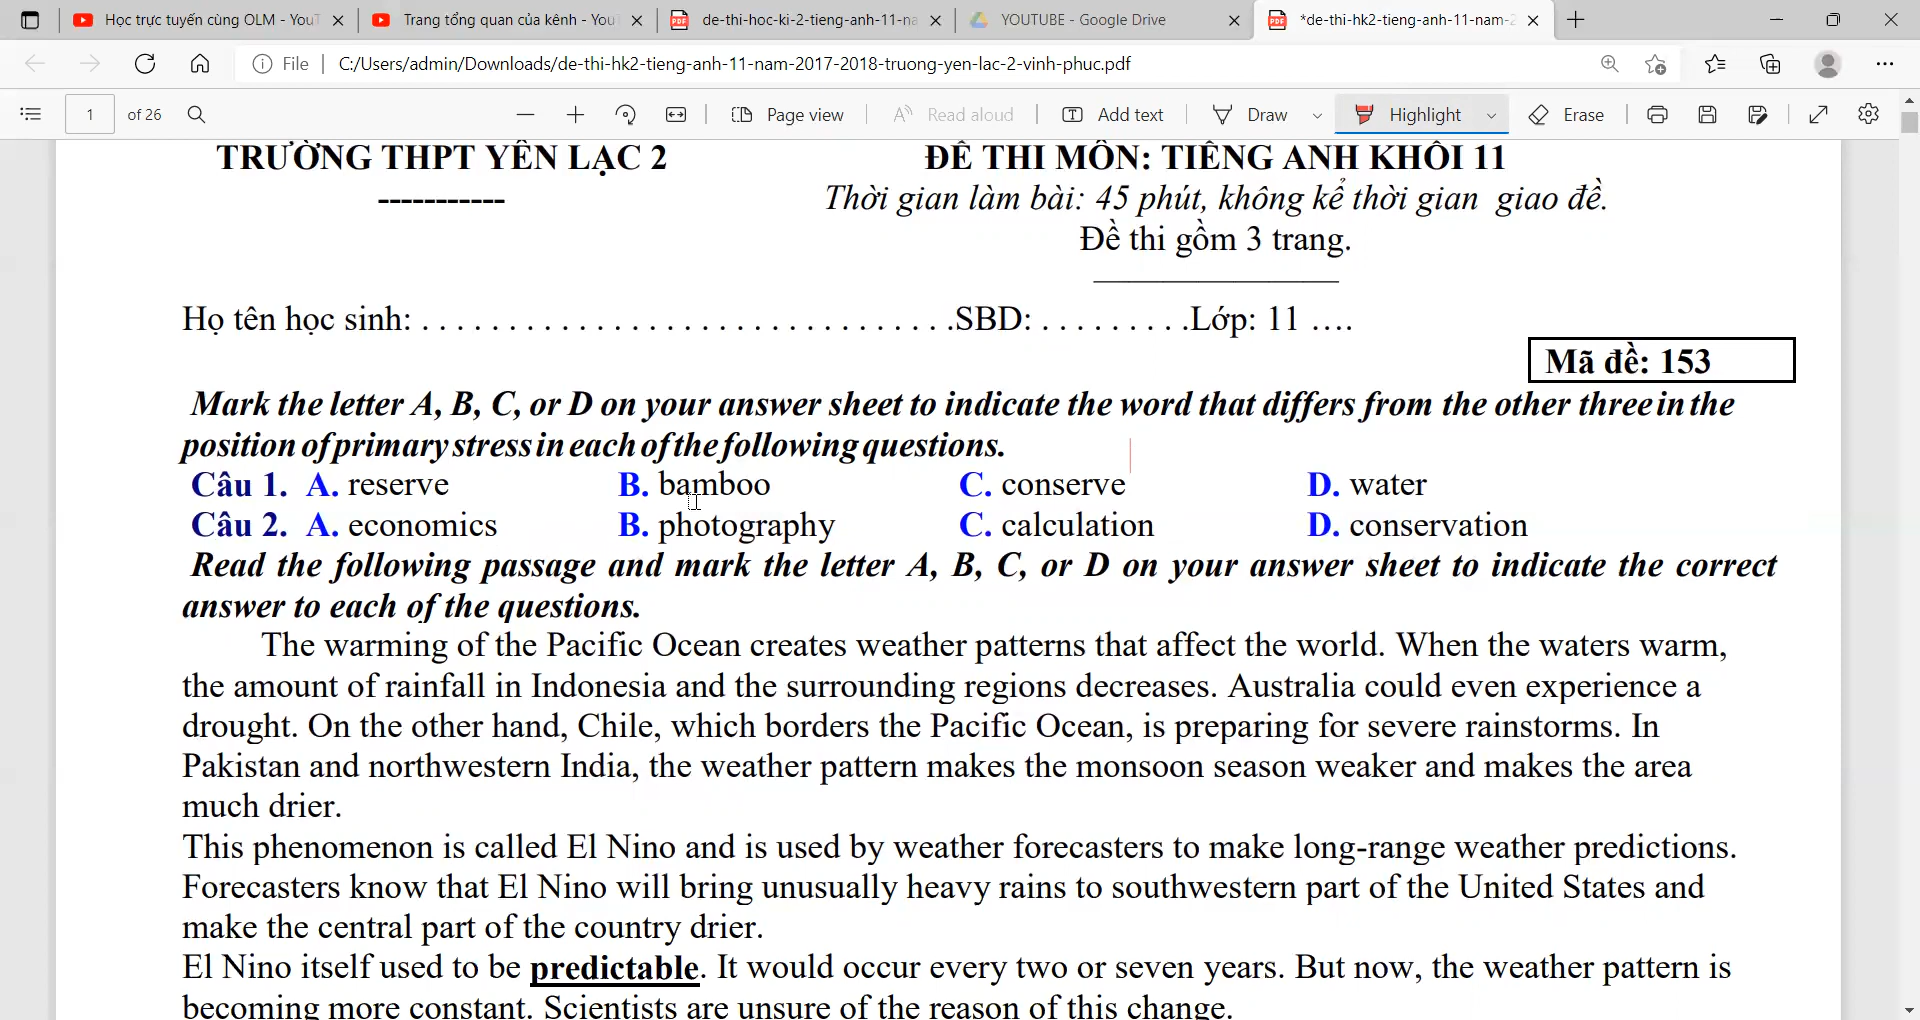 Học trực tuyến cùng OLM - YouT
Trang tổng quan của kênh - You
de-thi-hoc-ki-2-tieng-anh-11-na
YOUTUBE - Google Drive
*de-thi-hk2-tieng-anh-11-nam-2
File
C:/Users/admin/Downloads/de-thi-hk2-tieng-anh-11-nam-2017-2018-truong-yen-lac-2-vinh-phuc.pdf
1 of 26
Page view
Read aloud
Add text
Draw
Highlight
Erase
TRƯỜNG THPT YÊN LẠC 2
-----------
ĐỀ THI MÔN: TIẾNG ANH KHỐI 11
Thời gian làm bài: 45 phút, không kể thời gian giao đề.
Đề thi gồm 3 trang.
Họ tên học sinh: . . . . . . . . . . . . . . . . . . . . . . . . . . . . . . . .SBD: . . . . . . . . .Lớp: 11 ….
Mã đề: 153
Mark the letter A, B, C, or D on your answer sheet to indicate the word that differs from the other three in the
position of primary stress in each of the following questions.
Câu 1. A. reserve B. bamboo C. conserve D. water
Câu 2. A. economics B. photography C. calculation D. conservation
Read the following passage and mark the letter A, B, C, or D on your answer sheet to indicate the correct
answer to each of the questions.
The warming of the Pacific Ocean creates weather patterns that affect the world. When the waters warm,
the amount of rainfall in Indonesia and the surrounding regions decreases. Australia could even experience a
drought. On the other hand, Chile, which borders the Pacific Ocean, is preparing for severe rainstorms. In
Pakistan and northwestern India, the weather pattern makes the monsoon season weaker and makes the area
much drier.
This phenomenon is called El Nino and is used by weather forecasters to make long-range weather predictions.
Forecasters know that El Nino will bring unusually heavy rains to southwestern part of the United States and
make the central part of the country drier.
El Nino itself used to be predictable. It would occur every two or seven years. But now, the weather pattern is
becoming more constant. Scientists are unsure of the reason of this change.